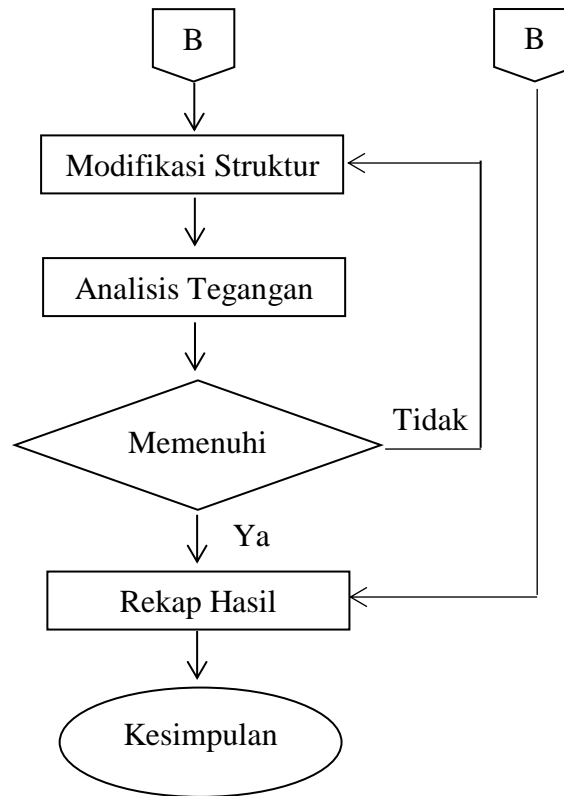 B
B
Modifikasi Struktur
Analisis Tegangan
Memenuhi
Tidak
Ya
Rekap Hasil
Kesimpulan